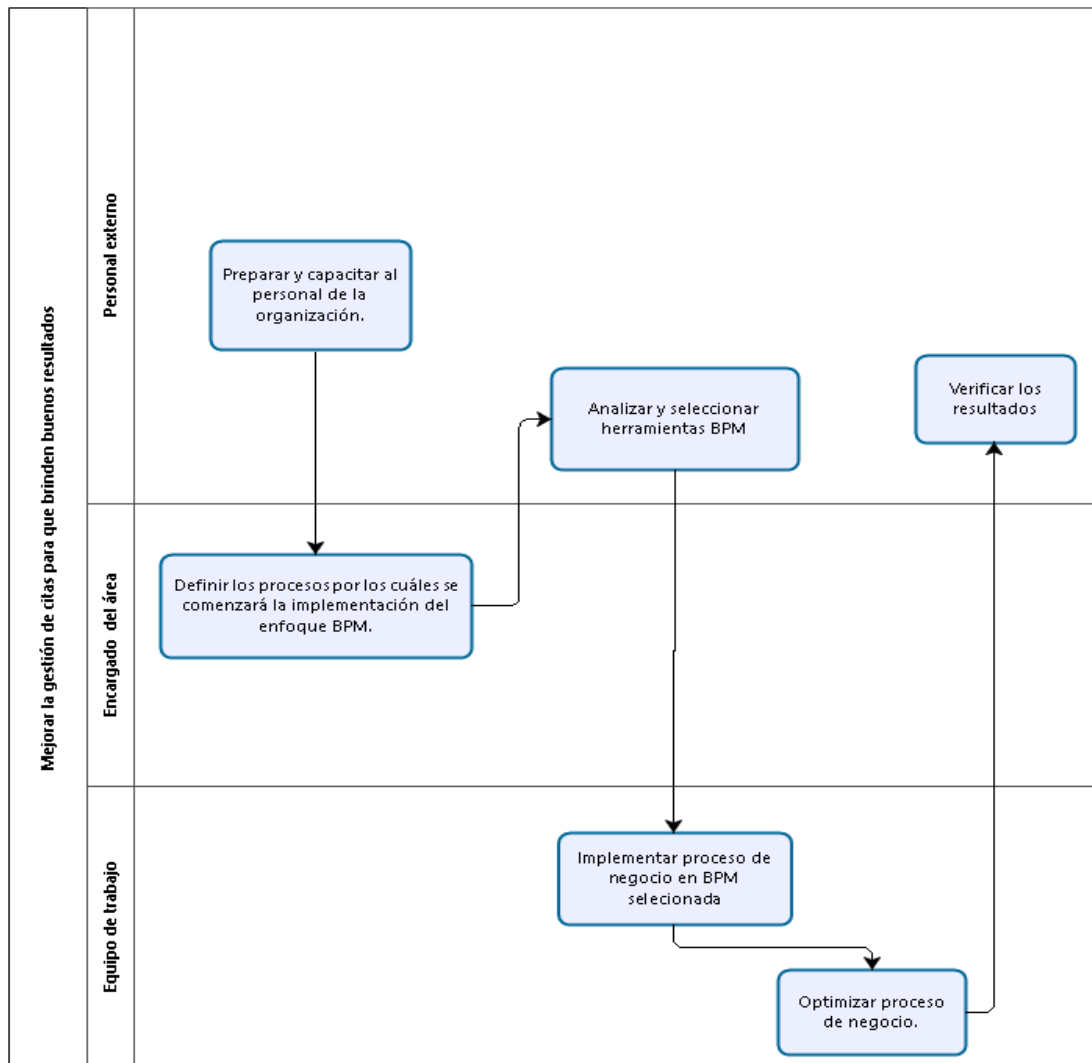 Mejorar la gestión de citas para que brinden buenos resultados
Personal externo
Preparar y capacitar al
personal de la
organización.
Analizar y seleccionar
herramientas BPM
Verificar los
resultados
Encargado del área
Definir los procesos por los cuáles se
comenzará la implementación del
enfoque BPM.
Equipo de trabajo
Implementar proceso de
negocio en BPM
selecionada
Optimizar proceso
de negocio.